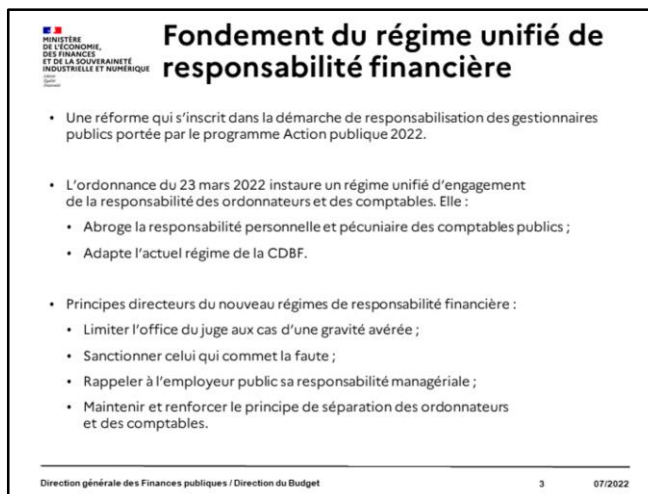 MINISTÈRE
DE L'ÉCONOMIE,
DES FINANCES
ET DE LA SOUVERAINETÉ
INDUSTRIELLE ET NUMÉRIQUE
Liberté
Égalité
Fraternité
Fondement du régime unifié de
responsabilité financière
• Une réforme qui s'inscrit dans la démarche de responsabilisation des gestionnaires
publics portée par le programme Action publique 2022.
• L'ordonnance du 23 mars 2022 instaure un régime unifié d'engagement
de la responsabilité des ordonnateurs et des comptables. Elle :
• Abroge la responsabilité personnelle et pécuniaire des comptables publics ;
• Adapte l'actuel régime de la CDBF.
• Principes directeurs du nouveau régimes de responsabilité financière :
• Limiter l'office du juge aux cas d'une gravité avérée ;
• Sanctionner celui qui commet la faute ;
• Rappeler à l'employeur public sa responsabilité managériale ;
• Maintenir et renforcer le principe de séparation des ordonnateurs
et des comptables.
Direction générale des Finances publiques / Direction du Budget 3 07/2022